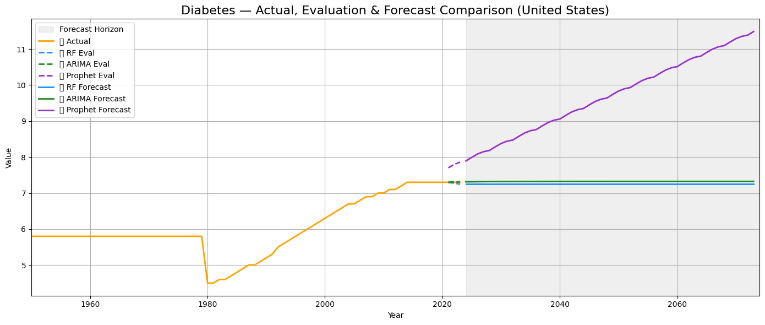 Diabetes — Actual, Evaluation & Forecast Comparison (United States)
Forecast Horizon
Actual
RF Eval
ARIMA Eval
Prophet Eval
RF Forecast
ARIMA Forecast
Prophet Forecast
Value
11
10
9
8
7
6
5
1960
1980
2000
2020
2040
2060
Year